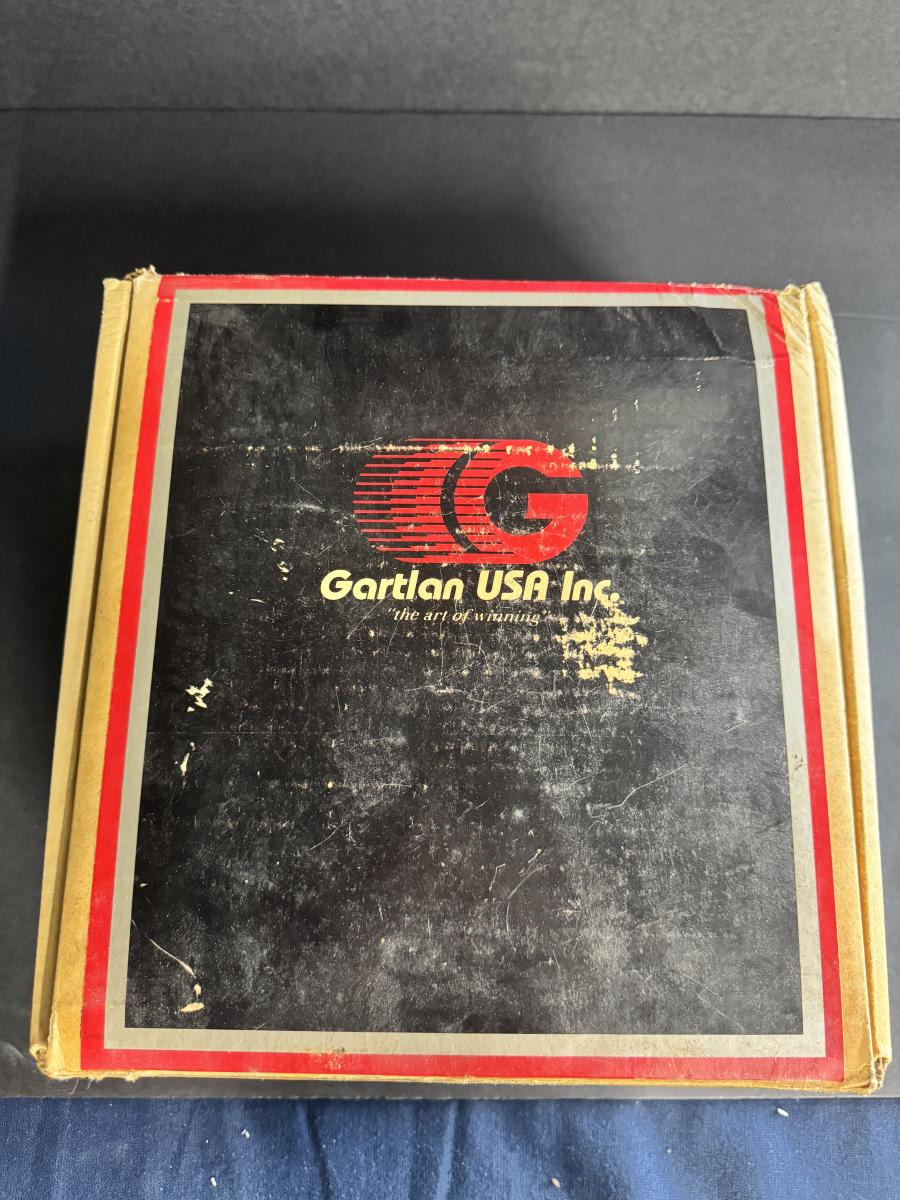 G
Gartlan USA Inc.
"the art of winning"